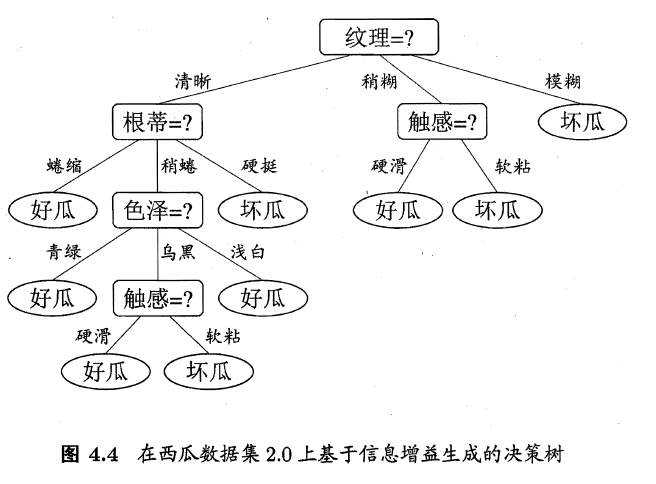 纹理=?
清晰 稍糊 模糊
根蒂=? 触感=? 坏瓜
蜷缩 稍蜷 硬挺 硬滑 软粘
好瓜 色泽=? 坏瓜 好瓜 坏瓜
青绿 乌黑 浅白
好瓜 触感=? 好瓜
硬滑 软粘
好瓜 坏瓜
图 4.4 在西瓜数据集 2.0 上基于信息增益生成的决策树